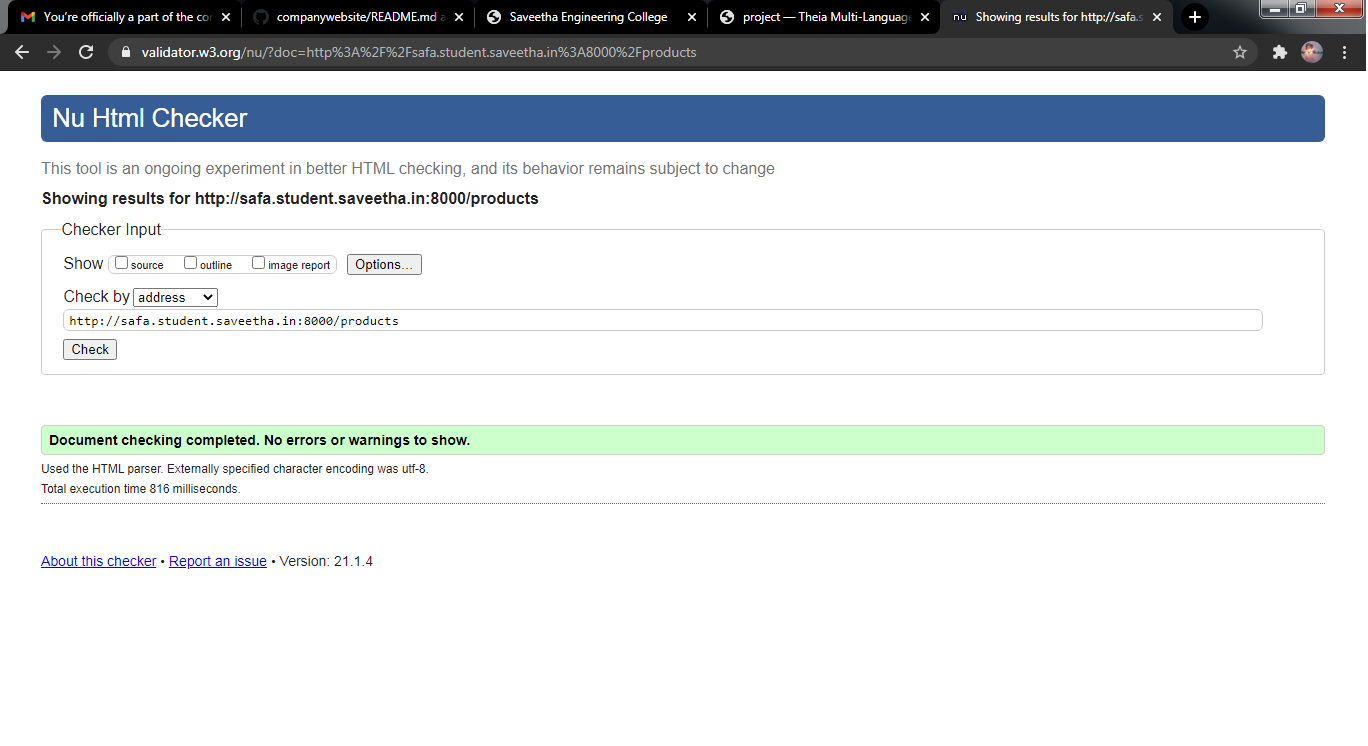 You're officially a part of the co
companywebsite/README.md a
Saveetha Engineering College
project — Theia Multi-Language
nu Showing results for http://safa.s
validator.w3.org/nu/?doc=http%3A%2F%2Fsafa.student.saveetha.in%3A8000%2Fproducts
Nu Html Checker
This tool is an ongoing experiment in better HTML checking, and its behavior remains subject to change
Showing results for http://safa.student.saveetha.in:8000/products
Checker Input
Show source outline image report Options...
Check by address
http://safa.student.saveetha.in:8000/products
Check
Document checking completed. No errors or warnings to show.
Used the HTML parser. Externally specified character encoding was utf-8.
Total execution time 816 milliseconds.
About this checker • Report an issue • Version: 21.1.4